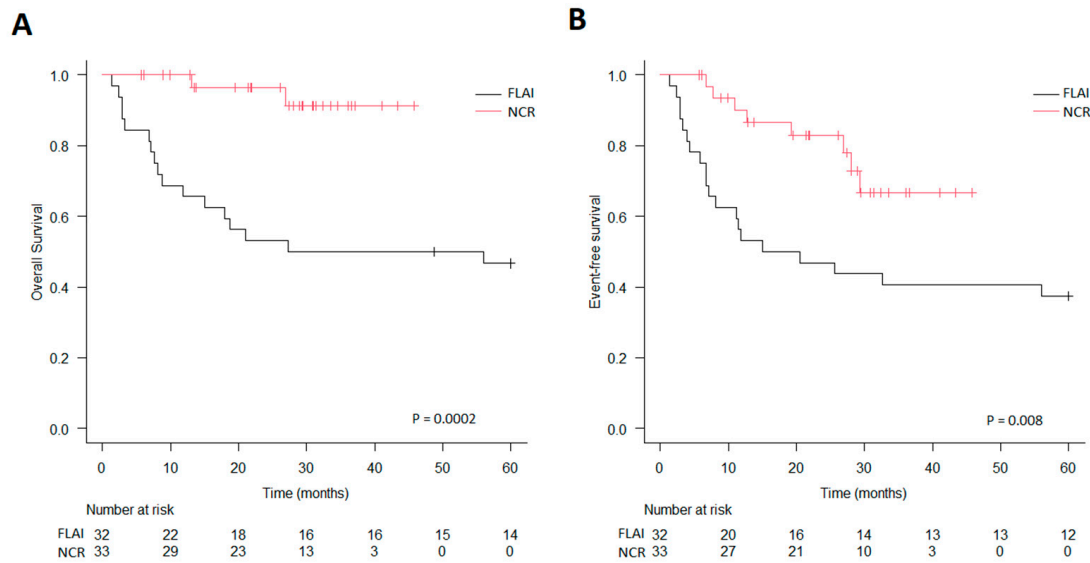 A
1.0
0.8
0.6
0.4
0.2
0.0
Overall Survival
FLAI
NCR
P = 0.0002
0 10 20 30 40 50 60
Time (months)
Number at risk
FLAI 32 22 18 16 16 15 14
NCR 33 29 23 13 3 0 0
B
1.0
0.8
0.6
0.4
0.2
0.0
Event-free survival
FLAI
NCR
P = 0.008
0 10 20 30 40 50 60
Time (months)
Number at risk
FLAI 32 20 16 14 13 13 12
NCR 33 27 21 10 3 0 0